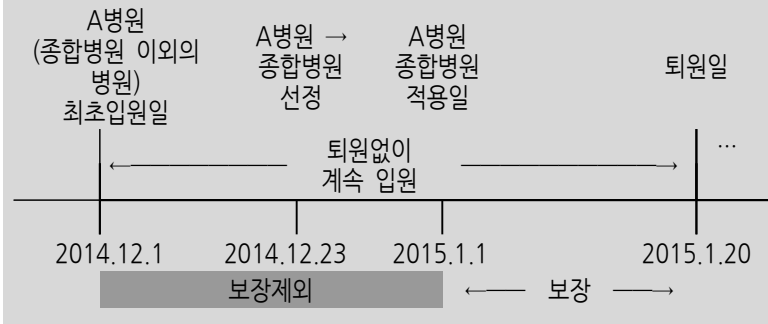 A병원
(종합병원 이외의
병원)
최초입원일
A병원 →
종합병원
선정
A병원
종합병원
적용일
퇴원일
…
퇴원없이
계속 입원
2014.12.1
2014.12.23
2015.1.1
2015.1.20
보장제외
보장